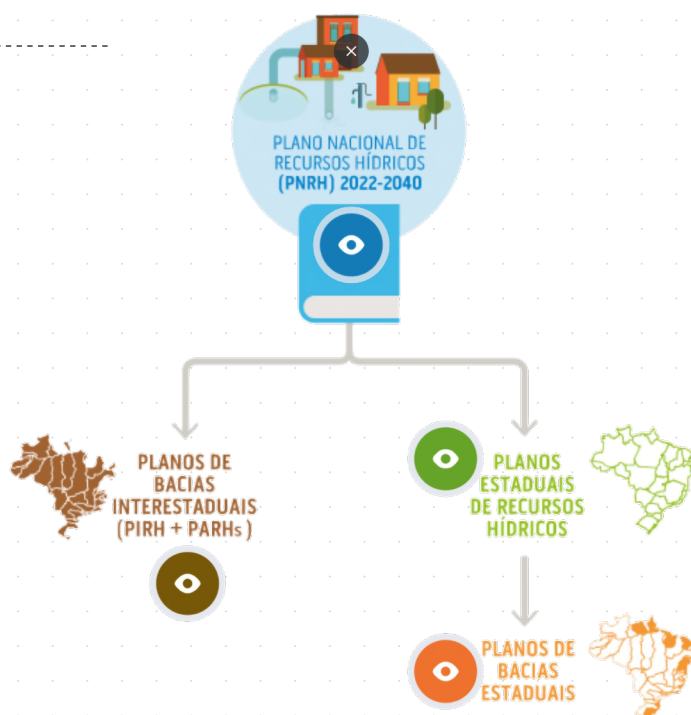 PLANO NACIONAL DE
RECURSOS HÍDRICOS
(PNRH) 2022-2040
PLANOS DE
BACIAS
INTERESTADUAIS
(PIRH + PARHs )
PLANOS
ESTADUAIS
DE RECURSOS
HÍDRICOS
PLANOS DE
BACIAS
ESTADUAIS